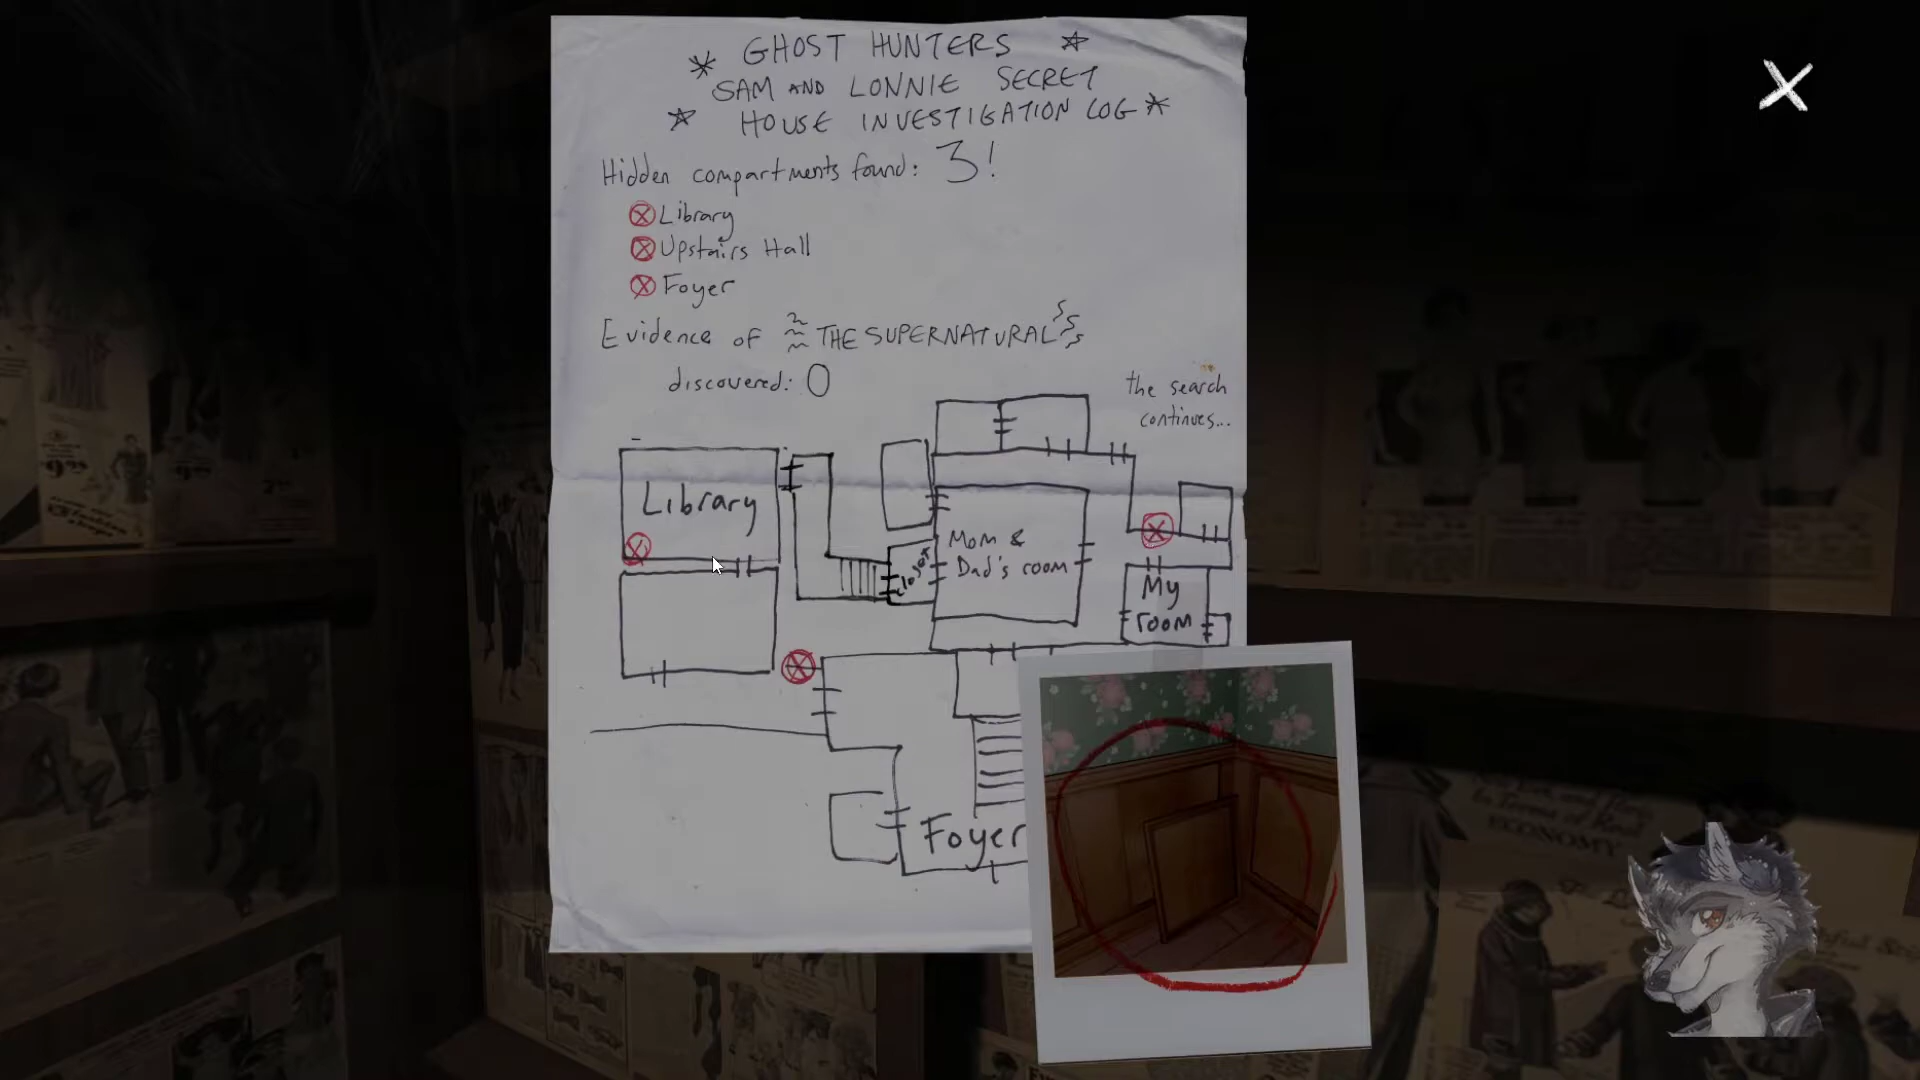 GHOST HUNTERS
SAM AND LONNIE SECRET
HOUSE INVESTIGATION LOG
Hidden compartments found: 3!
Library
Upstairs Hall
Foyer
Evidence of THE SUPERNATURAL
discovered: 0
the search
continues...
Library
closet
Mom &
Dad's room
My
room
Foyer
ECONOMY